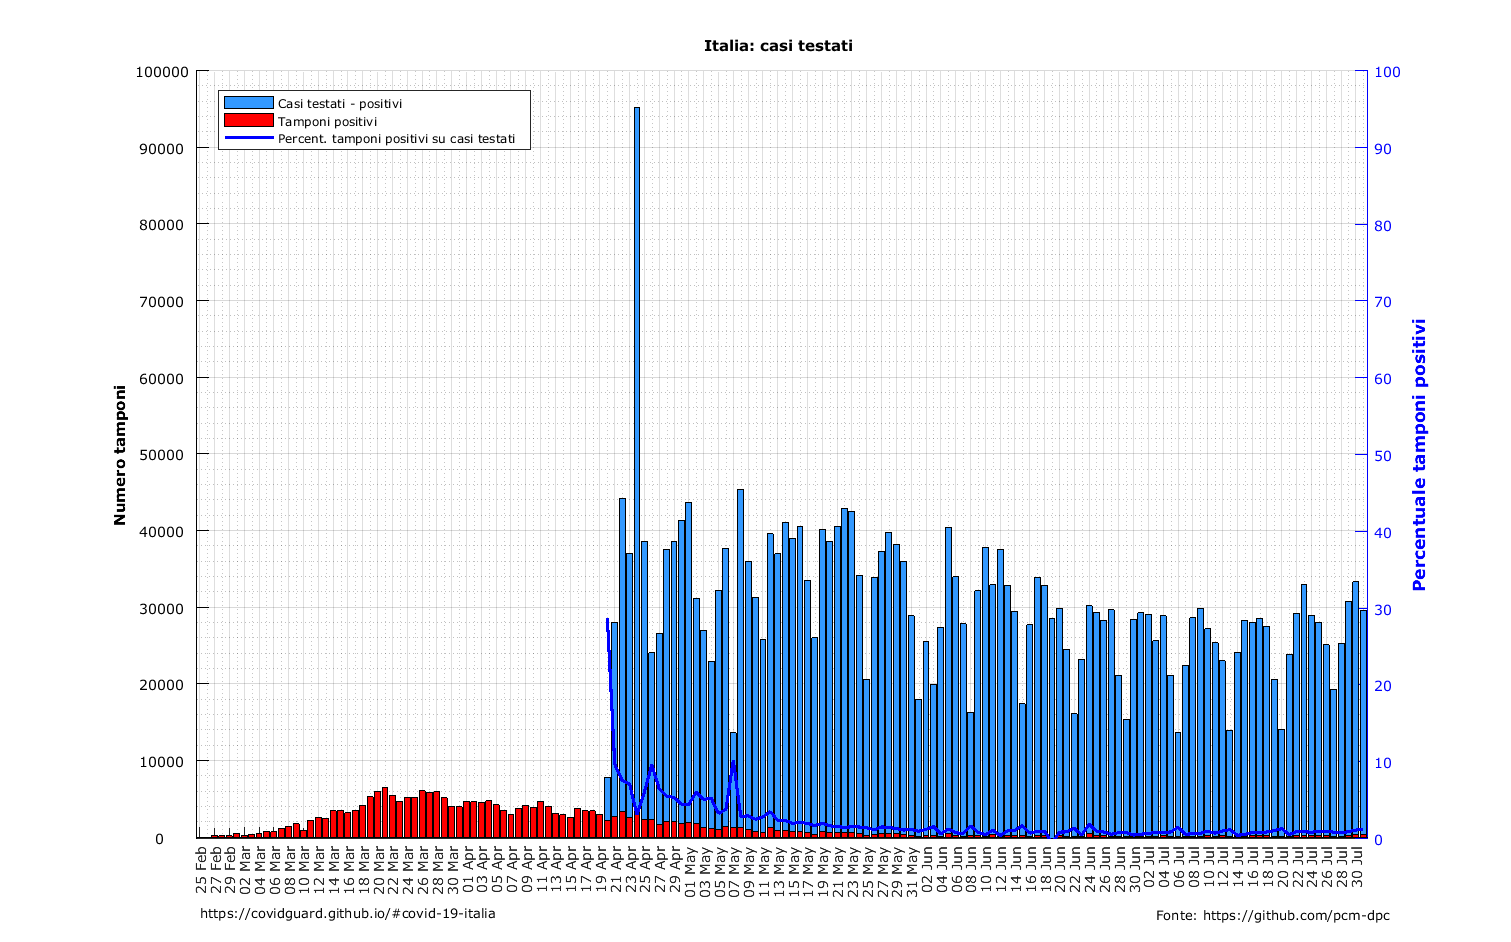 Italia: casi testati
Casi testati - positivi
Tamponi positivi
Percent. tamponi positivi su casi testati
Numero tamponi
100000
90000
80000
70000
60000
50000
40000
30000
20000
10000
0
Percentuale tamponi positivi
100
90
80
70
60
50
40
30
20
10
0
25 Feb
27 Feb
29 Feb
02 Mar
04 Mar
06 Mar
08 Mar
10 Mar
12 Mar
14 Mar
16 Mar
18 Mar
20 Mar
22 Mar
24 Mar
26 Mar
28 Mar
30 Mar
01 Apr
03 Apr
05 Apr
07 Apr
09 Apr
11 Apr
13 Apr
15 Apr
17 Apr
19 Apr
21 Apr
23 Apr
25 Apr
27 Apr
29 Apr
01 May
03 May
05 May
07 May
09 May
11 May
13 May
15 May
17 May
19 May
21 May
23 May
25 May
27 May
29 May
31 May
02 Jun
04 Jun
06 Jun
08 Jun
10 Jun
12 Jun
14 Jun
16 Jun
18 Jun
20 Jun
22 Jun
24 Jun
26 Jun
28 Jun
30 Jun
02 Jul
04 Jul
06 Jul
08 Jul
10 Jul
12 Jul
14 Jul
16 Jul
18 Jul
20 Jul
22 Jul
24 Jul
26 Jul
28 Jul
30 Jul
https://covidguard.github.io/#covid-19-italia
Fonte: https://github.com/pcm-dpc